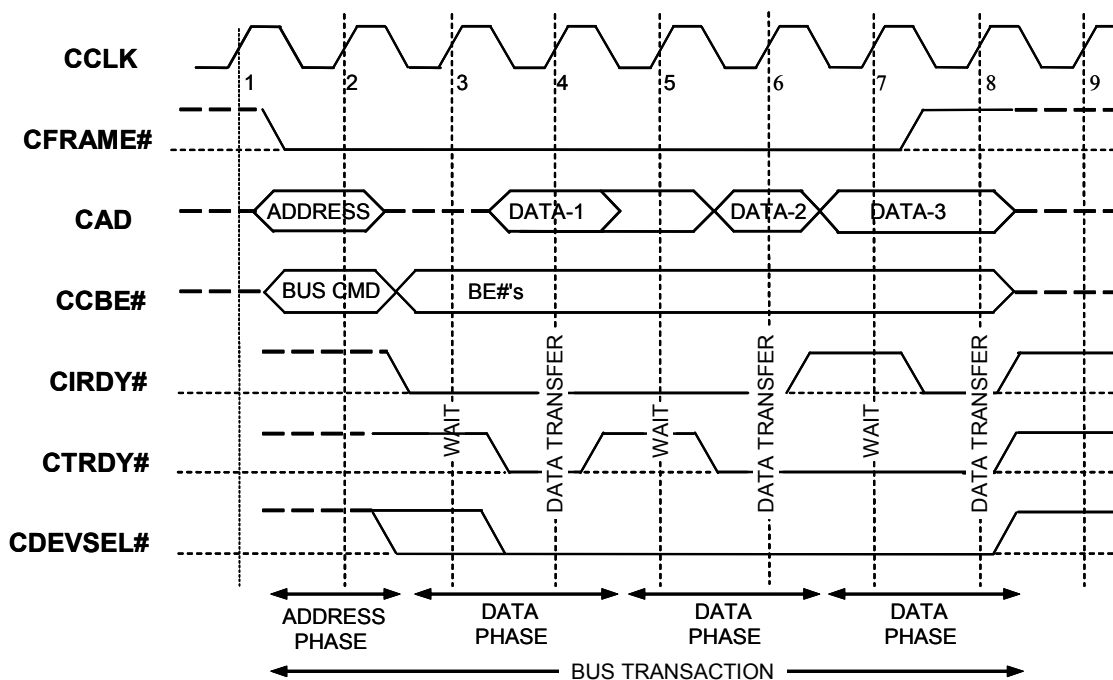 CCLK
1 2 3 4 5 6 7 8 9
CFRAME#
CAD
ADDRESS DATA-1 DATA-2 DATA-3
CCBE#
BUS CMD BE#'s
CIRDY#
CTRDY#
WAIT
DATA TRANSFER
WAIT
DATA TRANSFER
WAIT
DATA TRANSFER
CDEVSEL#
ADDRESS
PHASE
DATA
PHASE
DATA
PHASE
DATA
PHASE
BUS TRANSACTION